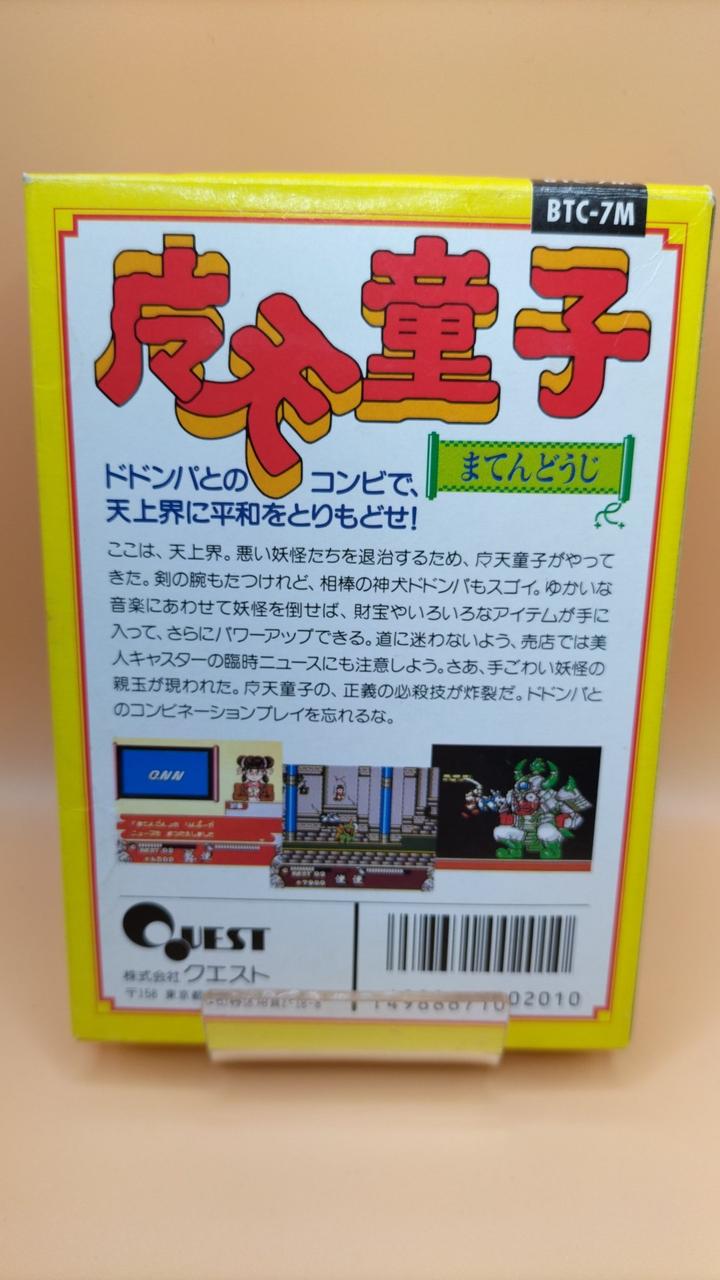 BTC-7M
魔天童子
まてんどうじ
ドドンパとのコンビで、
天上界に平和をとりもどせ!
ここは、天上界。悪い妖怪たちを退治するため、魔天童子がやって
きた。剣の腕もたつけれど、相棒の神犬ドドンパもスゴイ。ゆかいな
音楽にあわせて妖怪を倒せば、財宝やいろいろなアイテムが手に
入って、さらにパワーアップできる。道に迷わないよう、売店では美
人キャスターの臨時ニュースにも注意しよう。さあ、手ごわい妖怪の
親玉が現われた。魔天童子の、正義の必殺技が炸裂だ。ドドンパと
のコンビネーションプレイを忘れるな。
QNN
QUEST
株式会社クエスト
〒156 東京都
02010